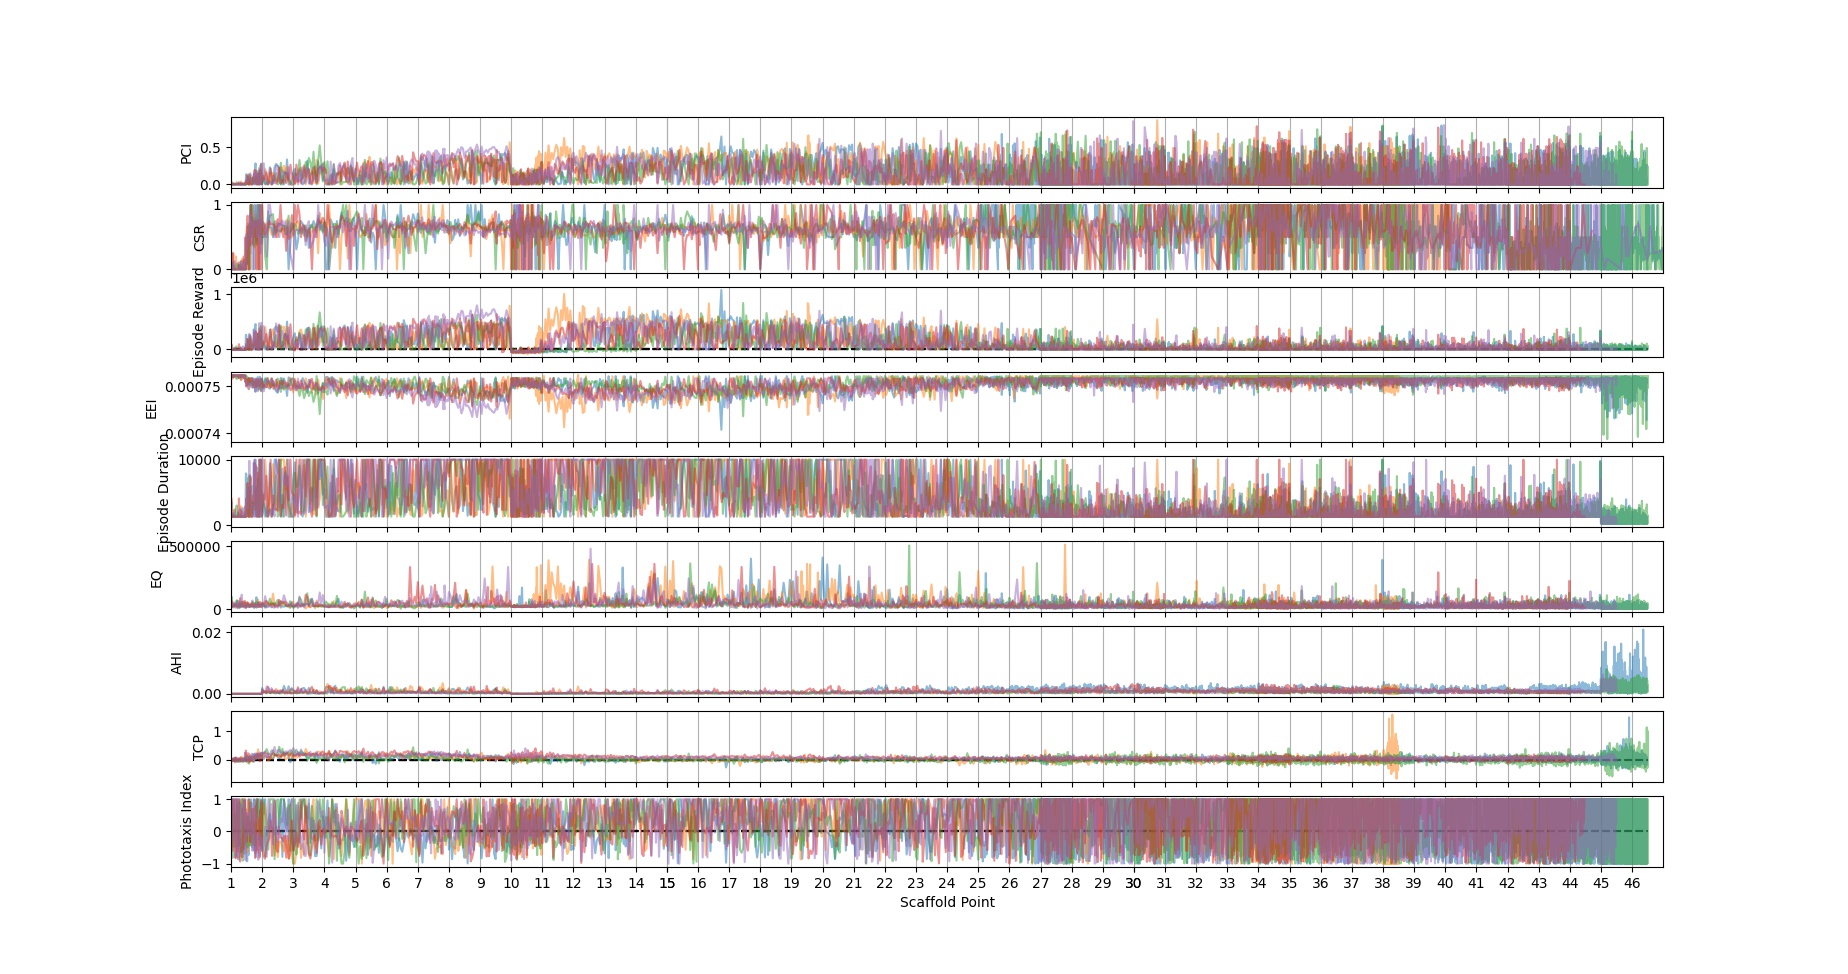 PCI
0.5
0.0
CSR
1
0
1e6
Episode Reward
1
0
EEI
0.00075
0.00074
Episode Duration
10000
0
EQ
500000
0
AHI
0.02
0.00
TCP
1
0
Phototaxis Index
1
0
−1
1 2 3 4 5 6 7 8 9 10 11 12 13 14 15 16 17 18 19 20 21 22 23 24 25 26 27 28 29 30 31 32 33 34 35 36 37 38 39 40 41 42 43 44 45 46
Scaffold Point